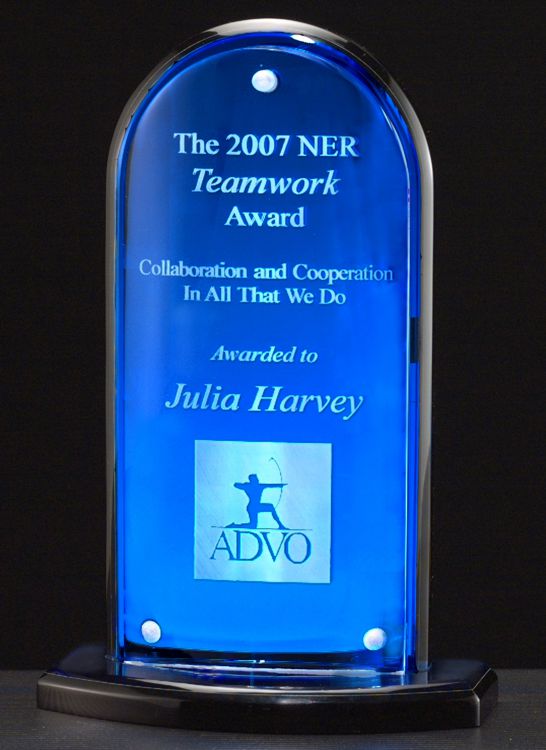 The 2007 NER
Teamwork
Award
Collaboration and Cooperation
In All That We Do
Awarded to
Julia Harvey
ADVO